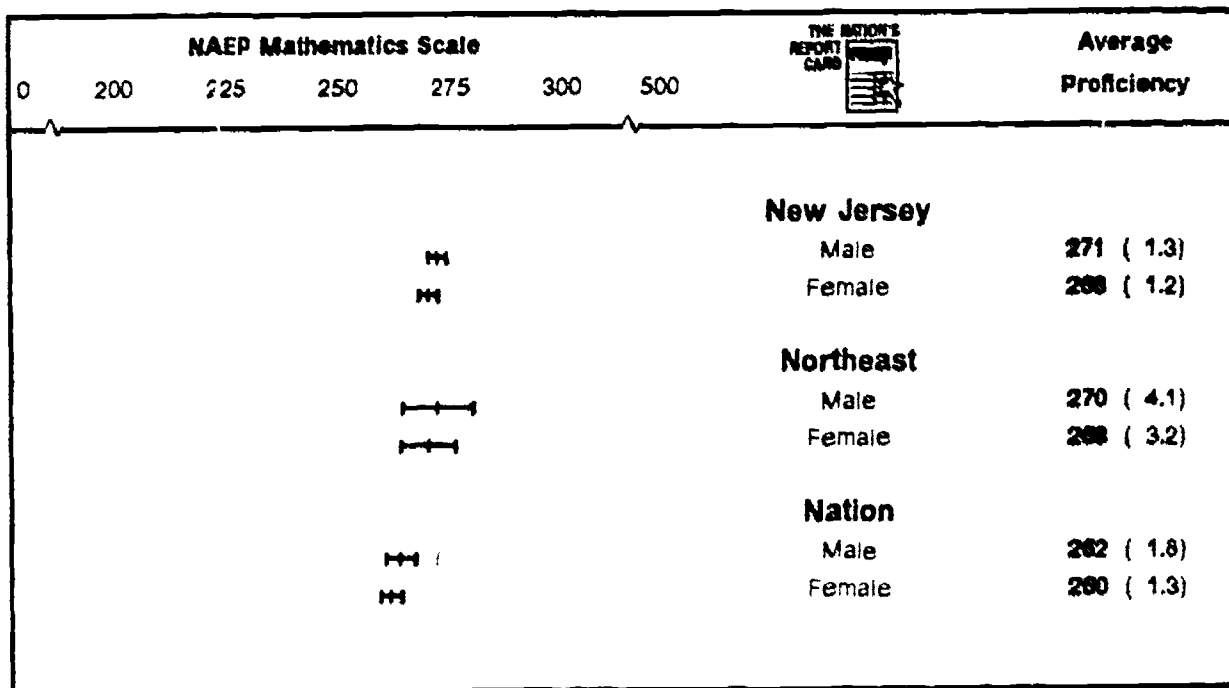 NAEP Mathematics Scale
0 200 225 250 275 300 500
THE NATION'S
REPORT
CARD
Average
Proficiency
New Jersey
Male 271 ( 1.3)
Female 268 ( 1.2)
Northeast
Male 270 ( 4.1)
Female 268 ( 3.2)
Nation
Male 262 ( 1.8)
Female 260 ( 1.3)